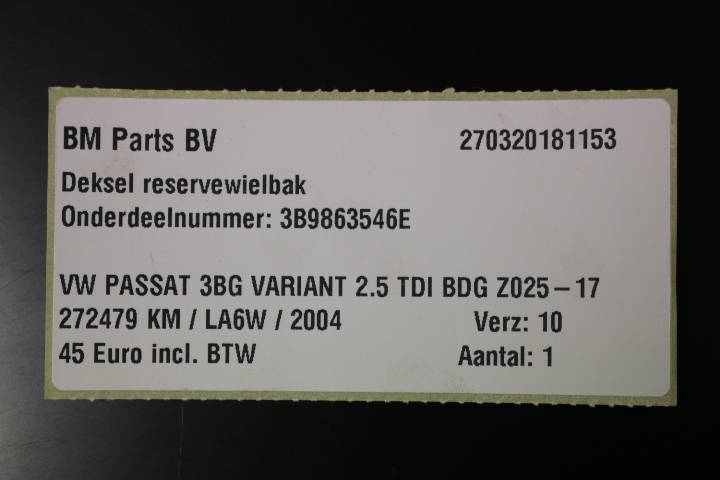 BM Parts BV 270320181153
Deksel reservewielbak
Onderdeelnummer: 3B9863546E
VW PASSAT 3BG VARIANT 2.5 TDI BDG Z025-17
272479 KM / LA6W / 2004 Verz: 10
45 Euro incl. BTW Aantal: 1